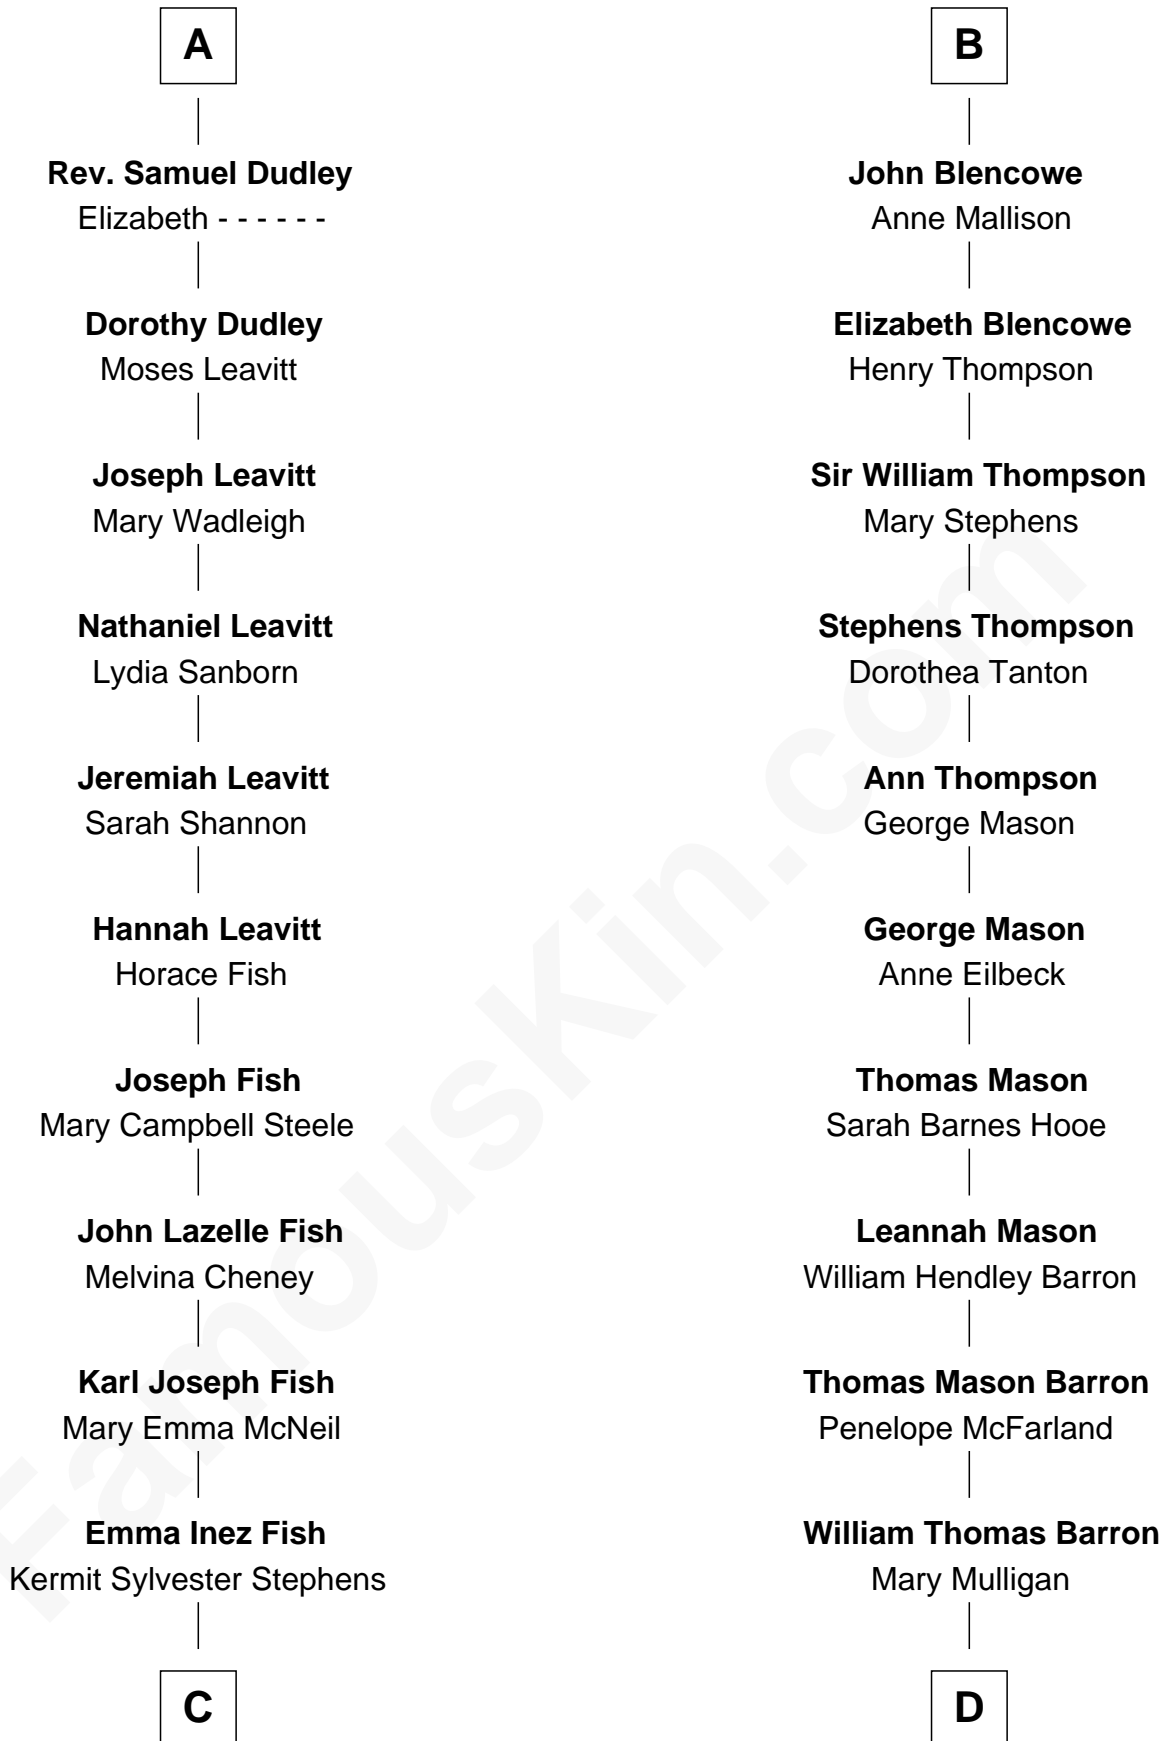 A
Rev. Samuel Dudley
Elizabeth - - - - - -
Dorothy Dudley
Moses Leavitt
Joseph Leavitt
Mary Wadleigh
Nathaniel Leavitt
Lydia Sanborn
Jeremiah Leavitt
Sarah Shannon
Hannah Leavitt
Horace Fish
Joseph Fish
Mary Campbell Steele
John Lazelle Fish
Melvina Cheney
Karl Joseph Fish
Mary Emma McNeil
Emma Inez Fish
Kermit Sylvester Stephens
C
B
John Blencowe
Anne Mallison
Elizabeth Blencowe
Henry Thompson
Sir William Thompson
Mary Stephens
Stephens Thompson
Dorothea Tanton
Ann Thompson
George Mason
George Mason
Anne Eilbeck
Thomas Mason
Sarah Barnes Hooe
Leannah Mason
William Hendley Barron
Thomas Mason Barron
Penelope McFarland
William Thomas Barron
Mary Mulligan
D
FamousKin.com